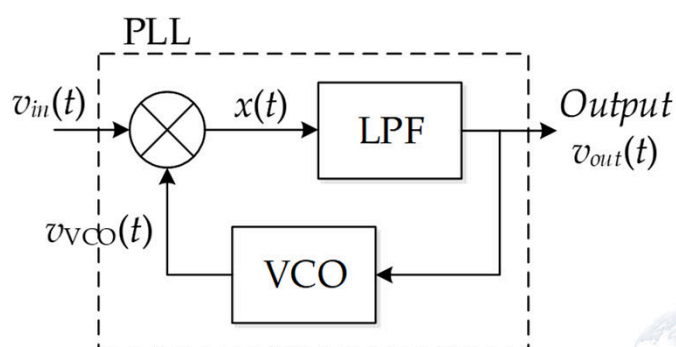 PLL
v_in(t)
x(t)
LPF
Output
v_out(t)
v_VCO(t)
VCO